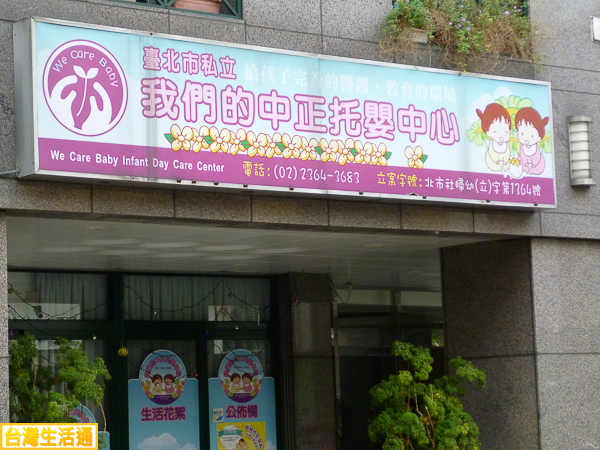 We Care Baby
臺北市私立
給孩子完善的醫護、教育的環境
我們的中正托嬰中心
We Care Baby Infant Day Care Center
電話:(02)2364-3683
立案字號:北市社婦幼(立)字第1364號
生活花絮
公佈欄
台灣生活通